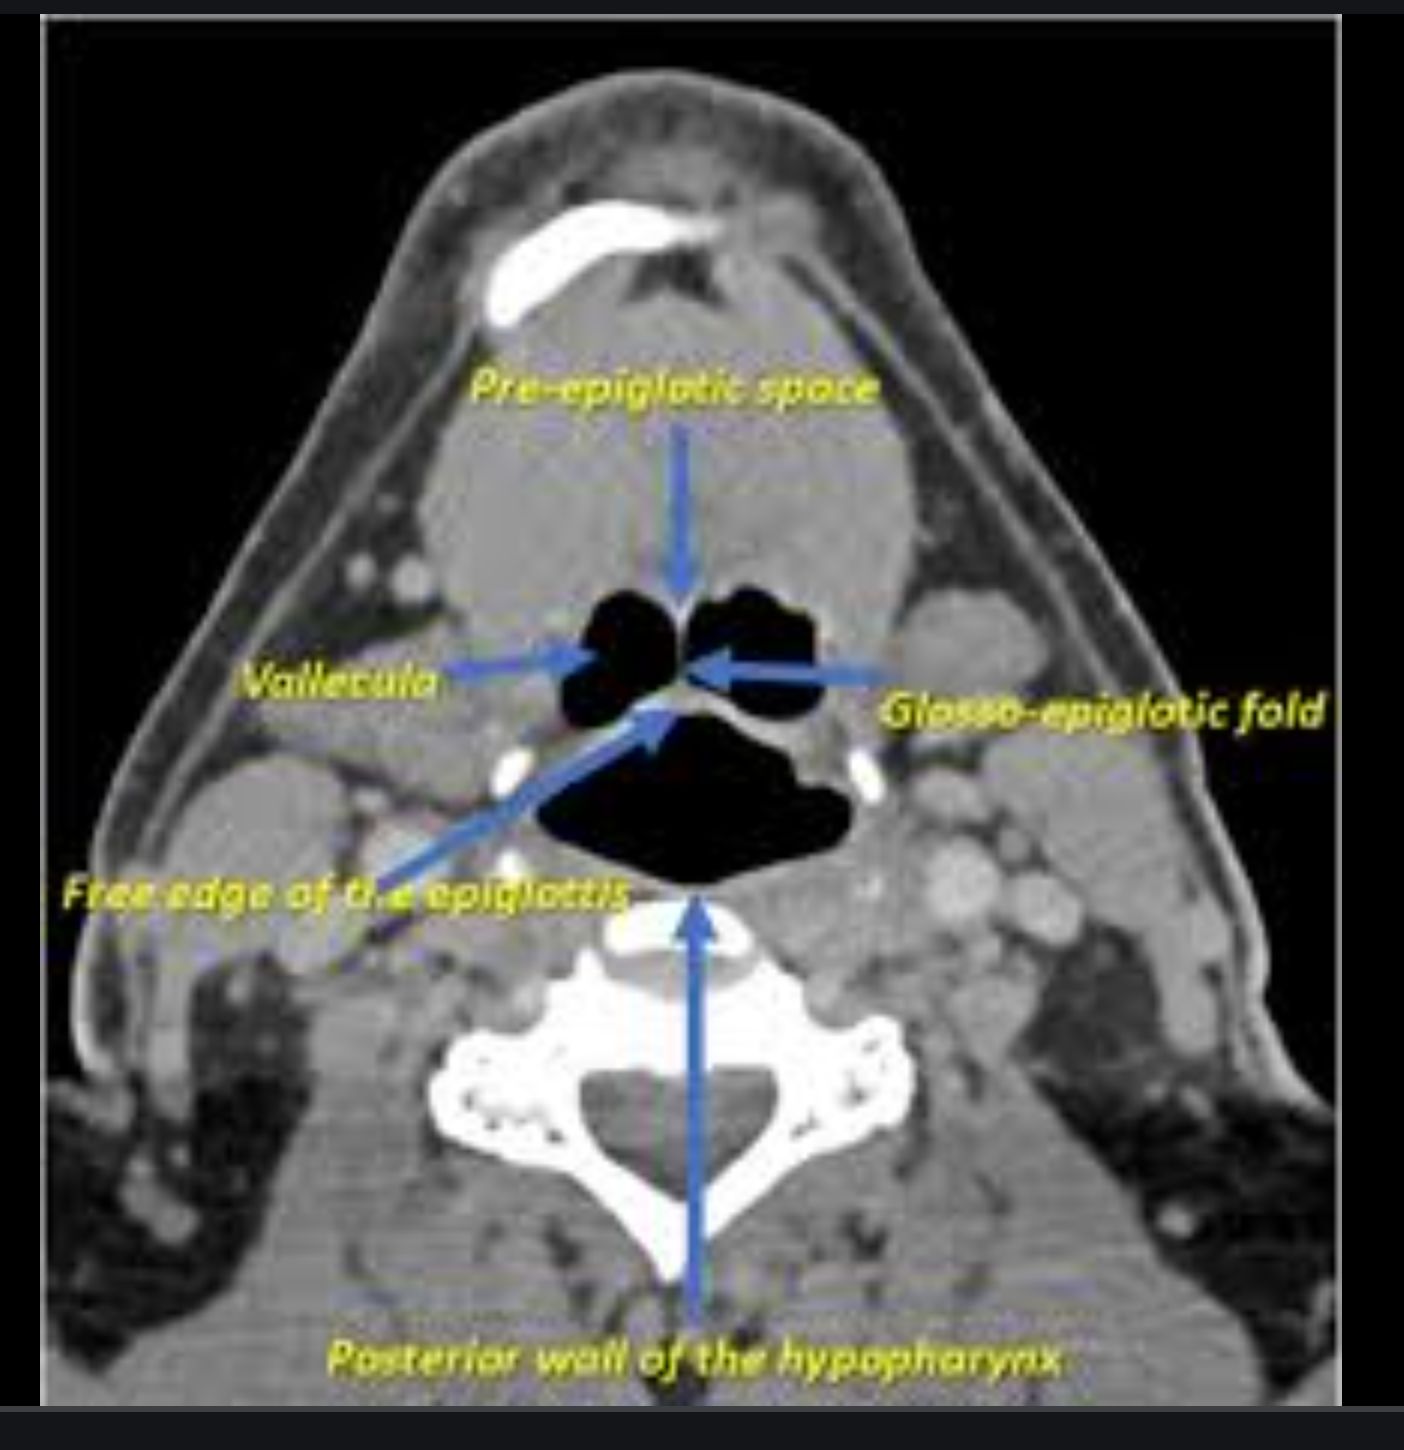 Pre-epiglotic space
Vallecula
Glosso-epiglotic fold
Free edge of the epiglottis
Posterior wall of the hypopharynx